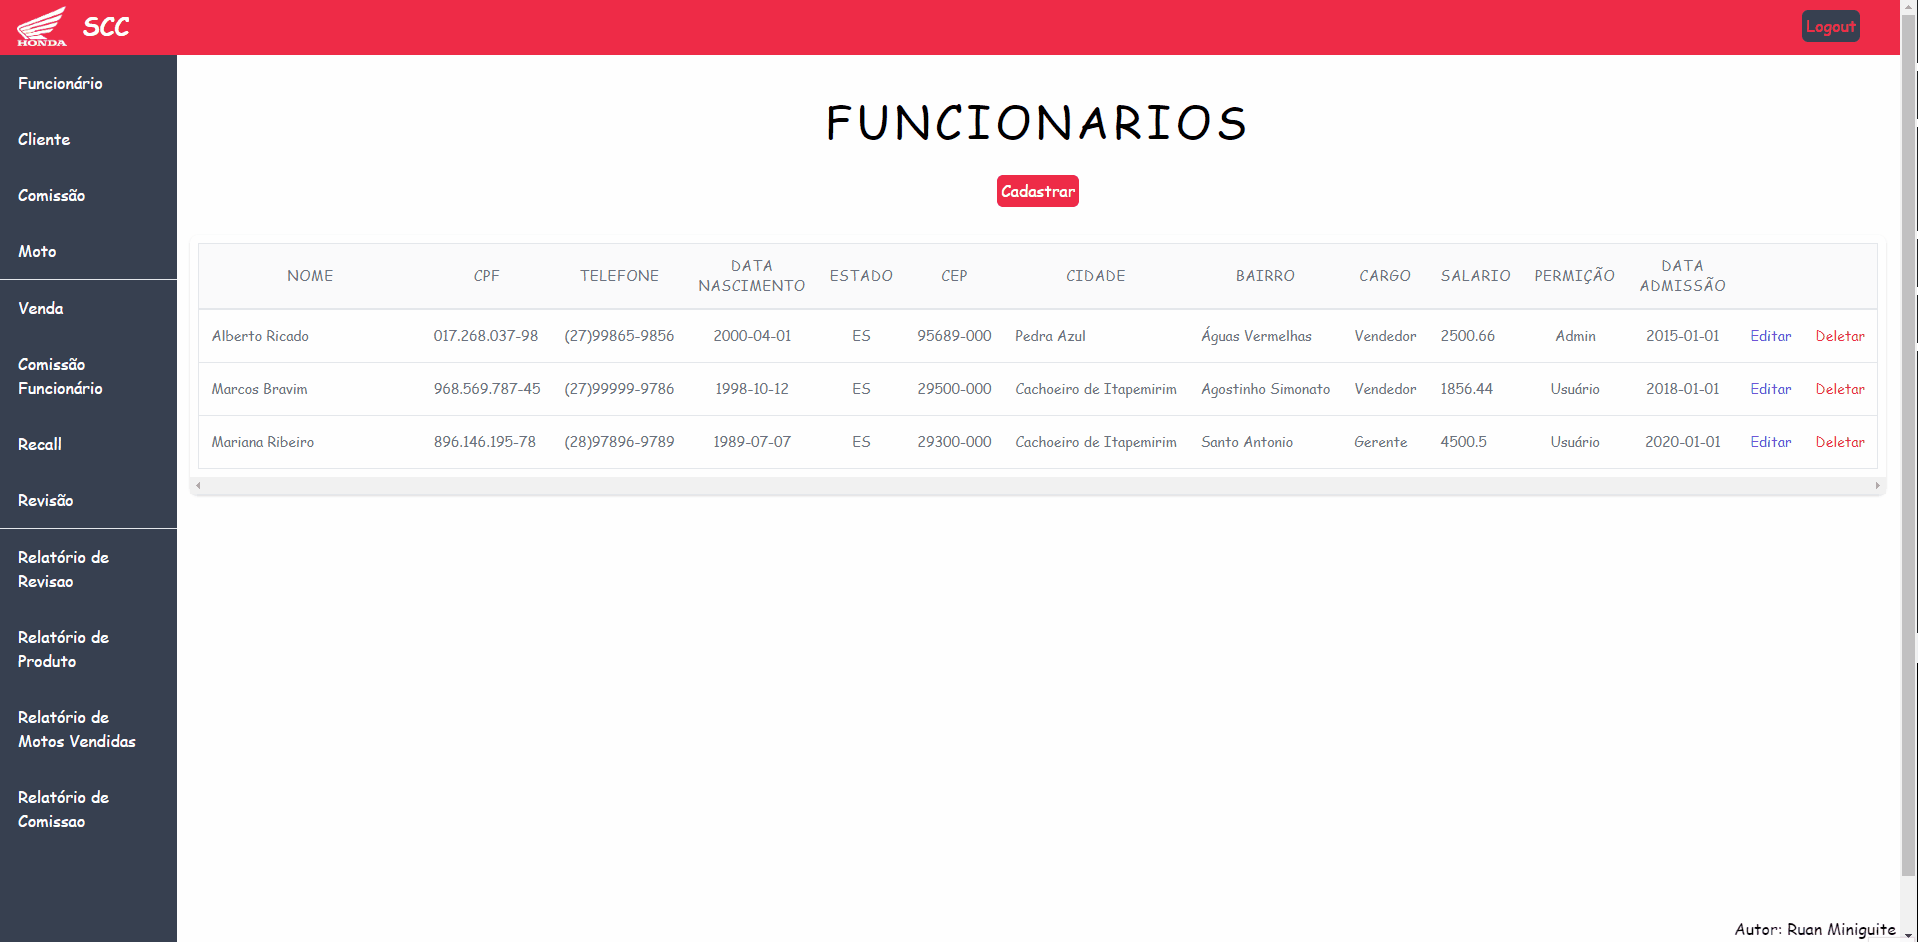 HONDA SCC Logout
Funcionário
Cliente
Comissão
Moto
Venda
Comissão
Funcionário
Recall
Revisão
Relatório de
Revisao
Relatório de
Produto
Relatório de
Motos Vendidas
Relatório de
Comissao
FUNCIONARIOS
Cadastrar
NOME CPF TELEFONE DATA NASCIMENTO ESTADO CEP CIDADE BAIRRO CARGO SALARIO PERMIÇÃO DATA ADMISSÃO
Alberto Ricado 017.268.037-98 (27)99865-9856 2000-04-01 ES 95689-000 Pedra Azul Águas Vermelhas Vendedor 2500.66 Admin 2015-01-01 Editar Deletar
Marcos Bravim 968.569.787-45 (27)99999-9786 1998-10-12 ES 29500-000 Cachoeiro de Itapemirim Agostinho Simonato Vendedor 1856.44 Usuário 2018-01-01 Editar Deletar
Mariana Ribeiro 896.146.195-78 (28)97896-9789 1989-07-07 ES 29300-000 Cachoeiro de Itapemirim Santo Antonio Gerente 4500.5 Usuário 2020-01-01 Editar Deletar
Autor: Ruan Miniguite